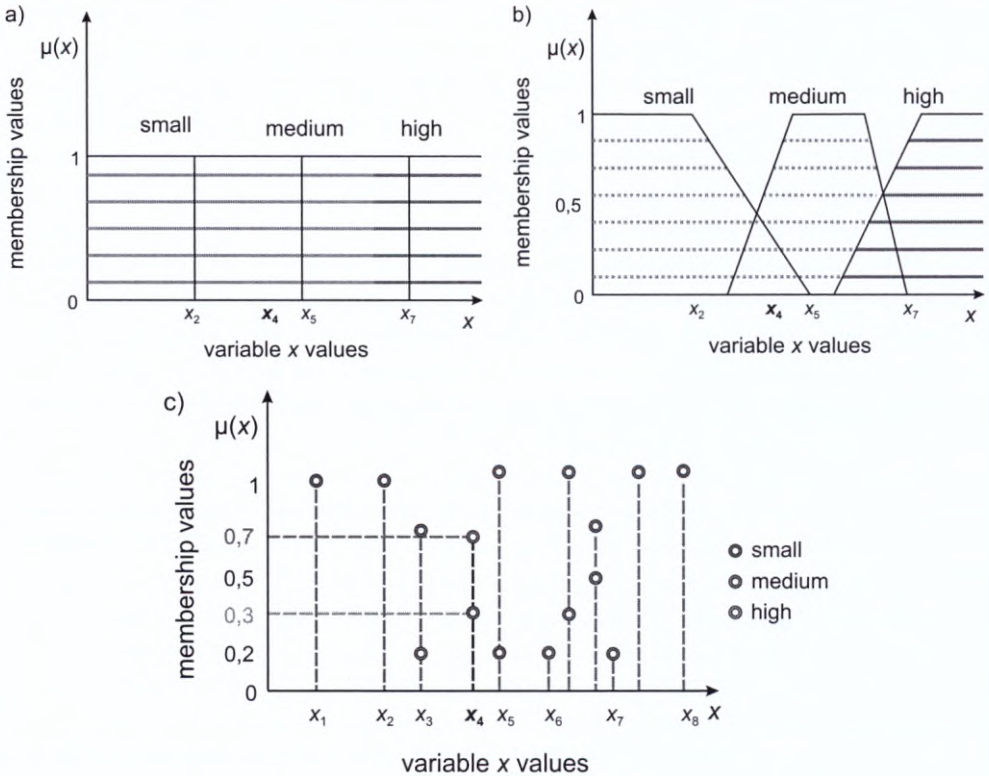 a)
μ(x)
membership values
small medium high
1
0
x2 x4 x5 x7 x
variable x values
b)
μ(x)
membership values
small medium high
1
0,5
0
x2 x4 x5 x7 x
variable x values
c)
μ(x)
membership values
1
0,7
0,5
0,3
0,2
0
small
medium
high
x1 x2 x3 x4 x5 x6 x7 x8 x
variable x values